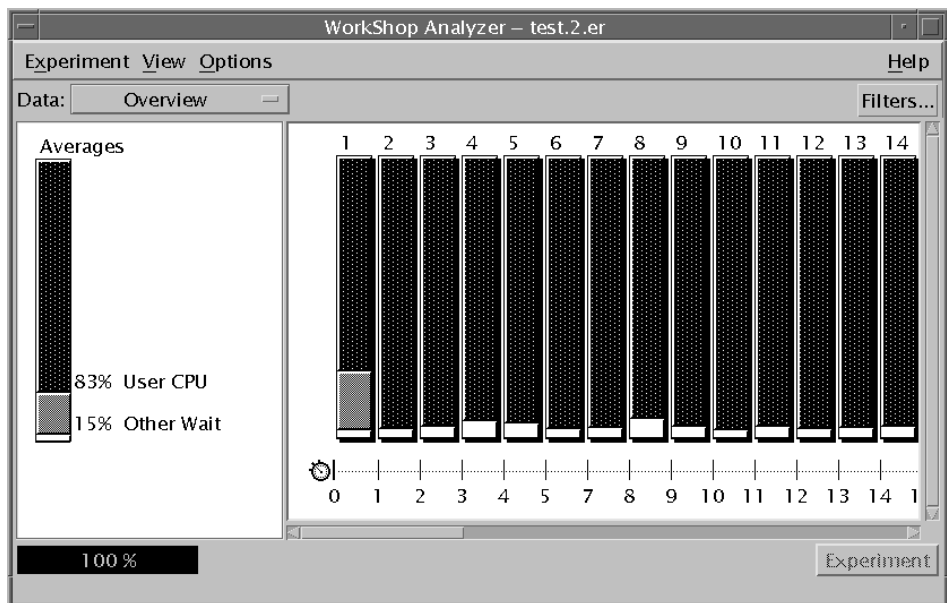 WorkShop Analyzer – test.2.er
Experiment View Options Help
Data: Overview Filters...
Averages
83% User CPU
15% Other Wait
1 2 3 4 5 6 7 8 9 10 11 12 13 14
0 1 2 3 4 5 6 7 8 9 10 11 12 13 14 1
100 % Experiment